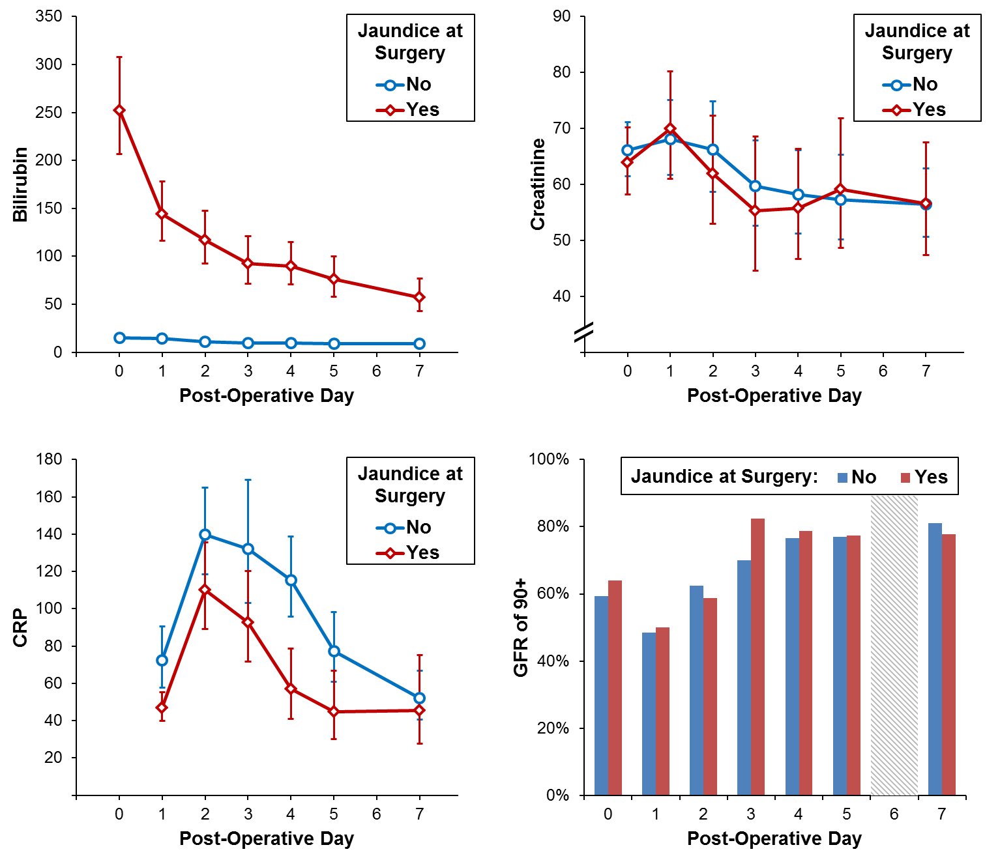 350
300
250
200
150
100
50
0
Bilirubin
Jaundice at
Surgery
No
Yes
0 1 2 3 4 5 6 7
Post-Operative Day
90
80
70
60
50
40
Creatinine
Jaundice at
Surgery
No
Yes
0 1 2 3 4 5 6 7
Post-Operative Day
180
160
140
120
100
80
60
40
20
CRP
Jaundice at
Surgery
No
Yes
0 1 2 3 4 5 6 7
Post-Operative Day
100%
80%
60%
40%
20%
0%
GFR of 90+
Jaundice at Surgery: No Yes
0 1 2 3 4 5 6 7
Post-Operative Day